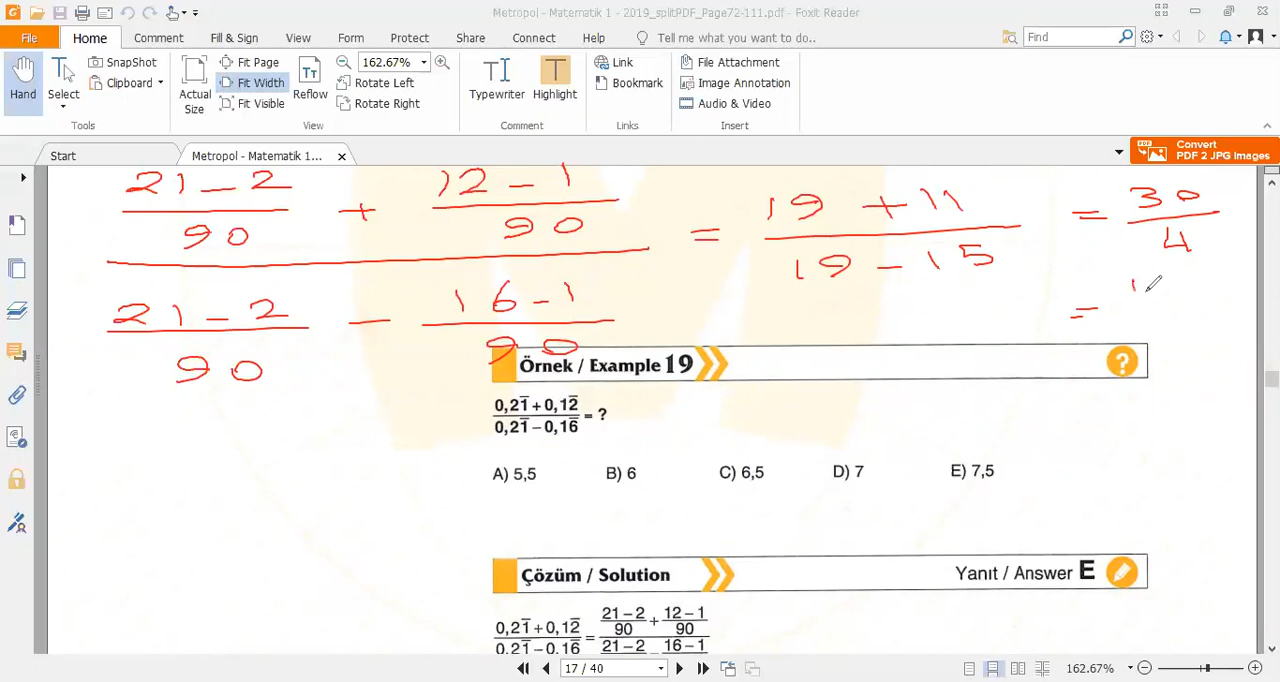 Metropol - Matematik 1 - 2019_splitPDF_Page72-111.pdf - Foxit Reader
File Home Comment Fill & Sign View Form Protect Share Connect Help Tell me what you want to do.. Find
Hand
Select
SnapShot
Clipboard
Tools
Actual Size
Fit Page
Fit Width
Fit Visible
Reflow
162.67%
Rotate Left
Rotate Right
View
Typewriter
Highlight
Comment
Link
Bookmark
Links
File Attachment
Image Annotation
Audio & Video
Insert
Start Metropol - Matematik 1...
Convert
PDF 2 JPG Images
21 - 2 12 - 1 19 + 11 30
90 + 90 = 19 - 15 = 4
21 - 2 - 16 - 1 =
90 90
Örnek / Example 19 ?
0,21̅ + 0,12̅
0,21̅ – 0,16̅ = ?
A) 5,5 B) 6 C) 6,5 D) 7 E) 7,5
Çözüm / Solution Yanıt / Answer E
0,21̅ + 0,12̅ = 21 – 2 + 12 – 1
90 90
0,21̅ – 0,16̅ 21 – 2 16 – 1
17 / 40 162.67%